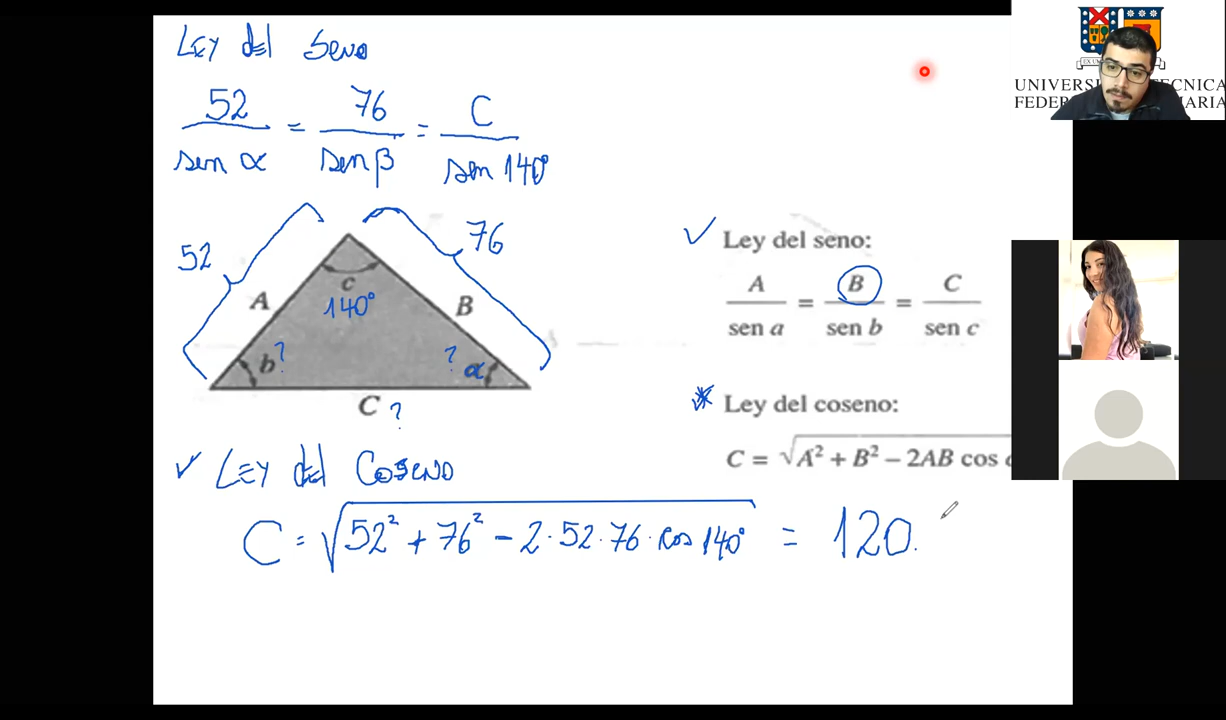 Ley del Seno
52 / sen α = 76 / sen β = C / sen 140°
52
76
c
140°
A
B
b ?
? α
C ?
✓ Ley del seno:
A / sen a = B / sen b = C / sen c
* Ley del coseno:
C = √A² + B² − 2AB cos
✓ Ley del Coseno
C = √52² + 76² − 2 · 52 · 76 · cos 140° = 120.
UNIVERSI TÉCNICA
FEDER ARIA